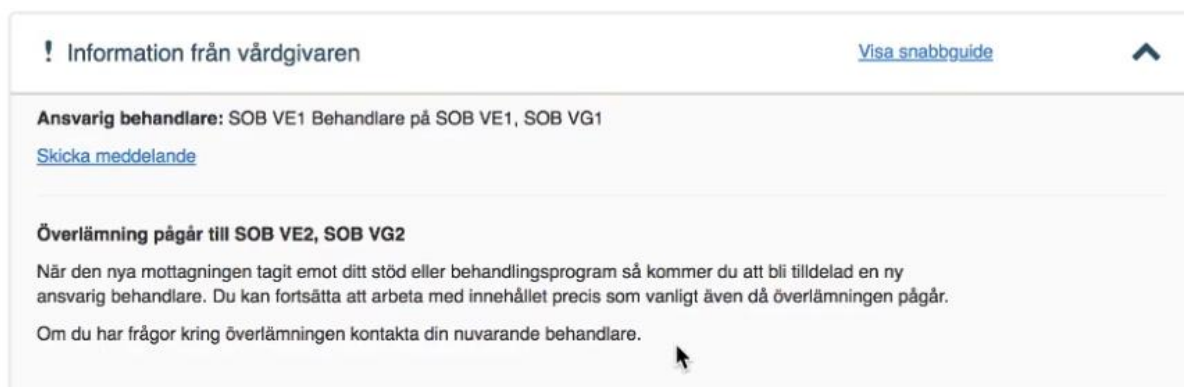 ! Information från vårdgivaren
Visa snabbguide
Ansvarig behandlare: SOB VE1 Behandlare på SOB VE1, SOB VG1
Skicka meddelande
Överlämning pågår till SOB VE2, SOB VG2
När den nya mottagningen tagit emot ditt stöd eller behandlingsprogram så kommer du att bli tilldelad en ny
ansvarig behandlare. Du kan fortsätta att arbeta med innehållet precis som vanligt även då överlämningen pågår.
Om du har frågor kring överlämningen kontakta din nuvarande behandlare.